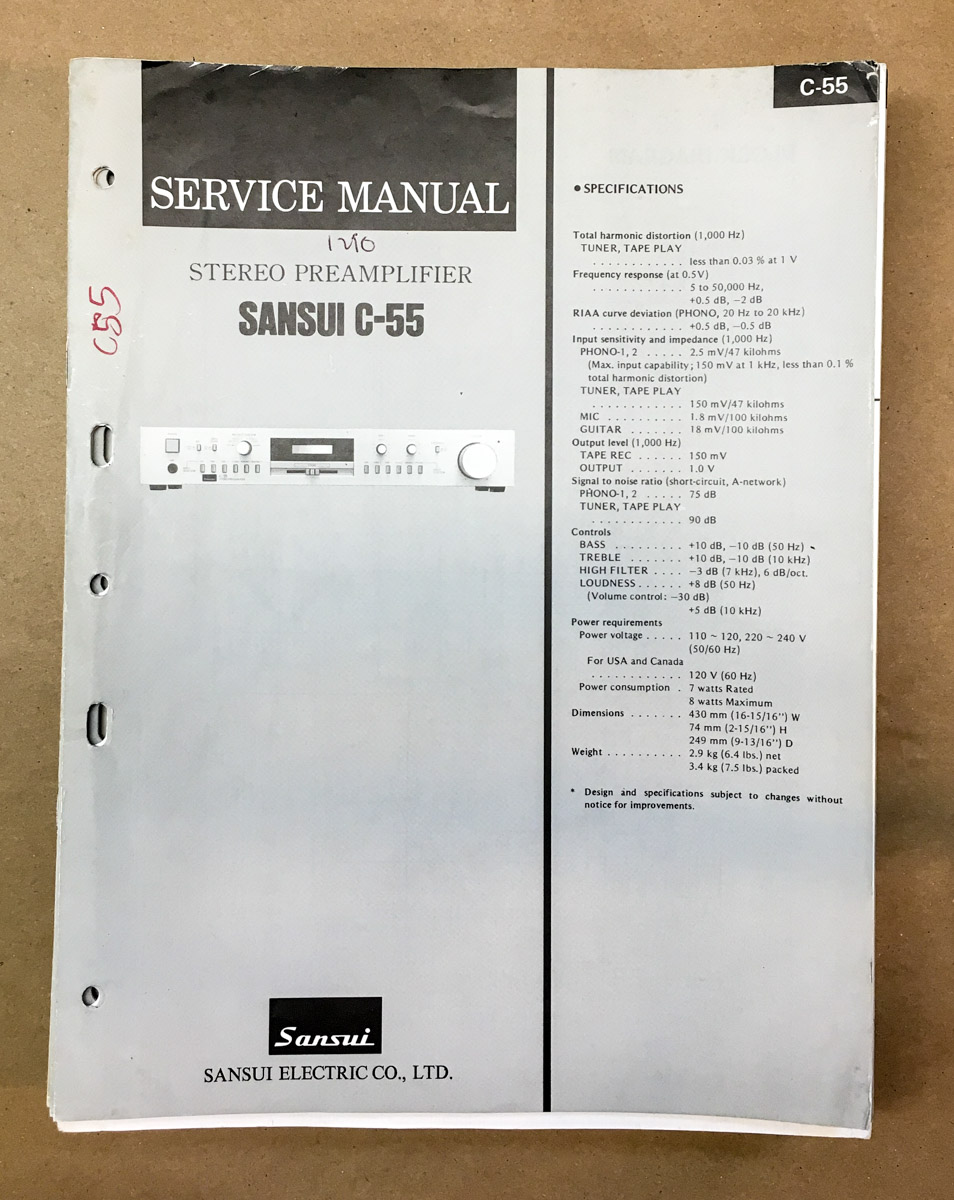 SERVICE MANUAL
1290
STEREO PREAMPLIFIER
SANSUI C-55
C55
Sansui
SANSUI ELECTRIC CO., LTD.
C-55
● SPECIFICATIONS
Total harmonic distortion (1,000 Hz)
TUNER, TAPE PLAY
. . . . . . . . . . . . less than 0.03 % at 1 V
Frequency response (at 0.5V)
. . . . . . . . . . . . 5 to 50,000 Hz,
+0.5 dB, −2 dB
RIAA curve deviation (PHONO, 20 Hz to 20 kHz)
. . . . . . . . . . . . +0.5 dB, −0.5 dB
Input sensitivity and impedance (1,000 Hz)
PHONO-1, 2 . . . . . 2.5 mV/47 kilohms
(Max. input capability; 150 mV at 1 kHz, less than 0.1 %
total harmonic distortion)
TUNER, TAPE PLAY
. . . . . . . . . . . . 150 mV/47 kilohms
MIC . . . . . . . . . . 1.8 mV/100 kilohms
GUITAR . . . . . . . 18 mV/100 kilohms
Output level (1,000 Hz)
TAPE REC . . . . . . 150 mV
OUTPUT . . . . . . . 1.0 V
Signal to noise ratio (short-circuit, A-network)
PHONO-1, 2 . . . . . 75 dB
TUNER, TAPE PLAY
. . . . . . . . . . . . 90 dB
Controls
BASS . . . . . . . . . +10 dB, −10 dB (50 Hz)
TREBLE . . . . . . . +10 dB, −10 dB (10 kHz)
HIGH FILTER . . . . −3 dB (7 kHz), 6 dB/oct.
LOUDNESS . . . . . . +8 dB (50 Hz)
(Volume control: −30 dB)
+5 dB (10 kHz)
Power requirements
Power voltage . . . . . 110 ~ 120, 220 ~ 240 V
(50/60 Hz)
For USA and Canada
. . . . . . . . . . . . 120 V (60 Hz)
Power consumption . 7 watts Rated
8 watts Maximum
Dimensions . . . . . . . 430 mm (16-15/16") W
74 mm (2-15/16") H
249 mm (9-13/16") D
Weight . . . . . . . . . . 2.9 kg (6.4 lbs.) net
3.4 kg (7.5 lbs.) packed
* Design and specifications subject to changes without
notice for improvements.